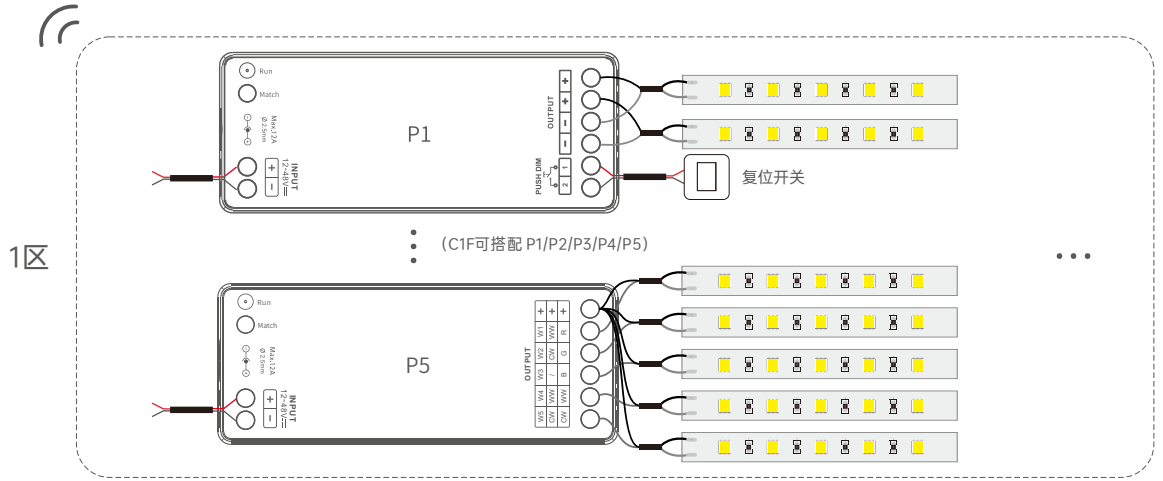 1区
Run
Match
Max.12A
Ø 2.5mm
+
−
INPUT
12-48V
P1
OUTPUT
+
+
−
−
PUSH DIM
1
2
复位开关
（C1F可搭配 P1/P2/P3/P4/P5）
Run
Match
Max.12A
Ø 2.5mm
+
−
INPUT
12-48V
P5
OUTPUT
+ + +
W1 WW R
W2 CW G
W3 / B
W4 WW WW
W5 CW CW